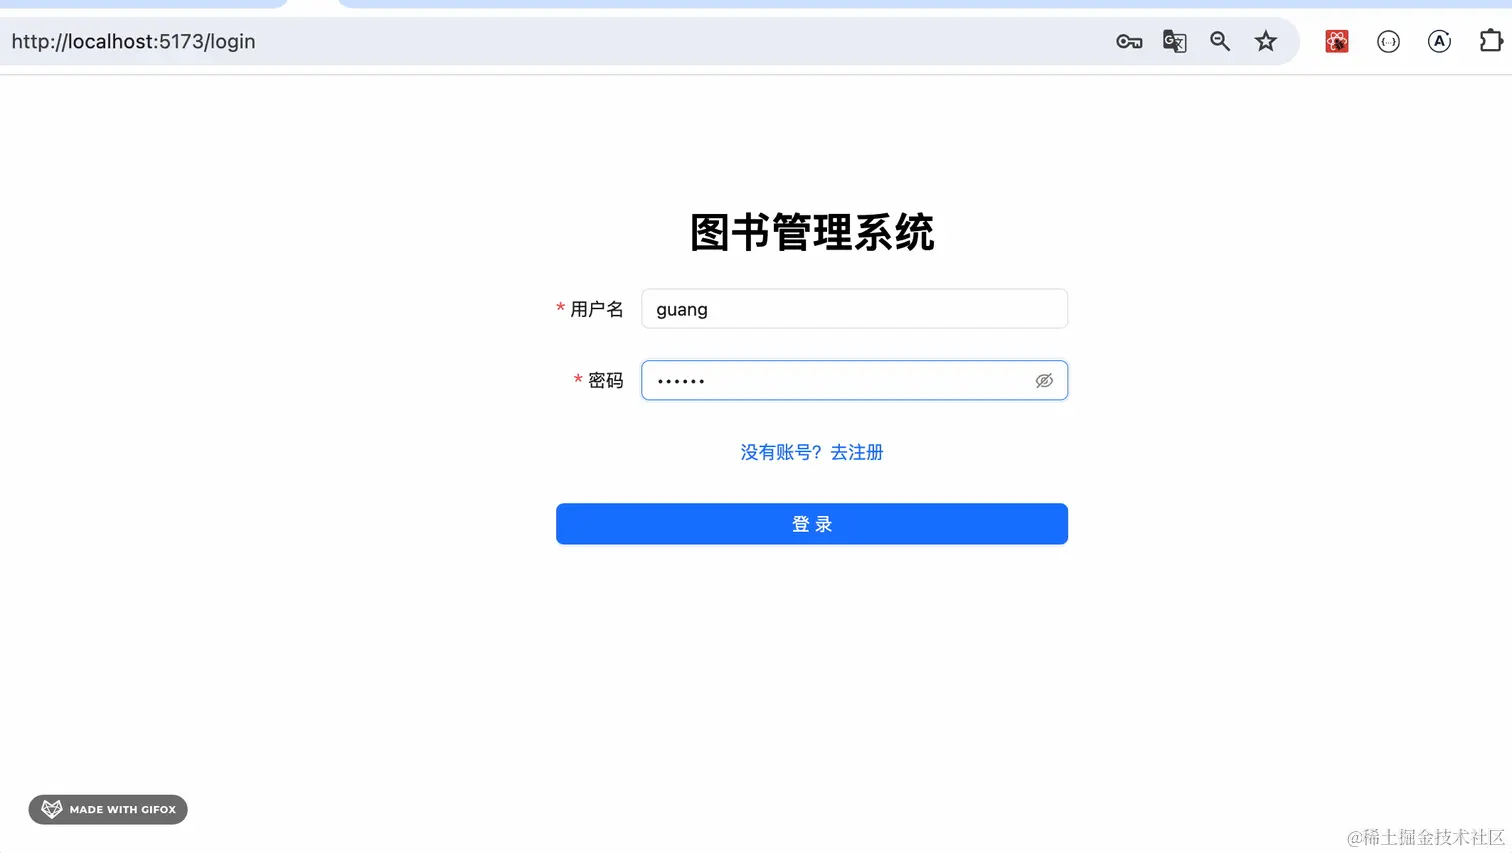 http://localhost:5173/login
图书管理系统
* 用户名 guang
* 密码 ••••••
没有账号？去注册
登 录
MADE WITH GIFOX
@稀土掘金技术社区